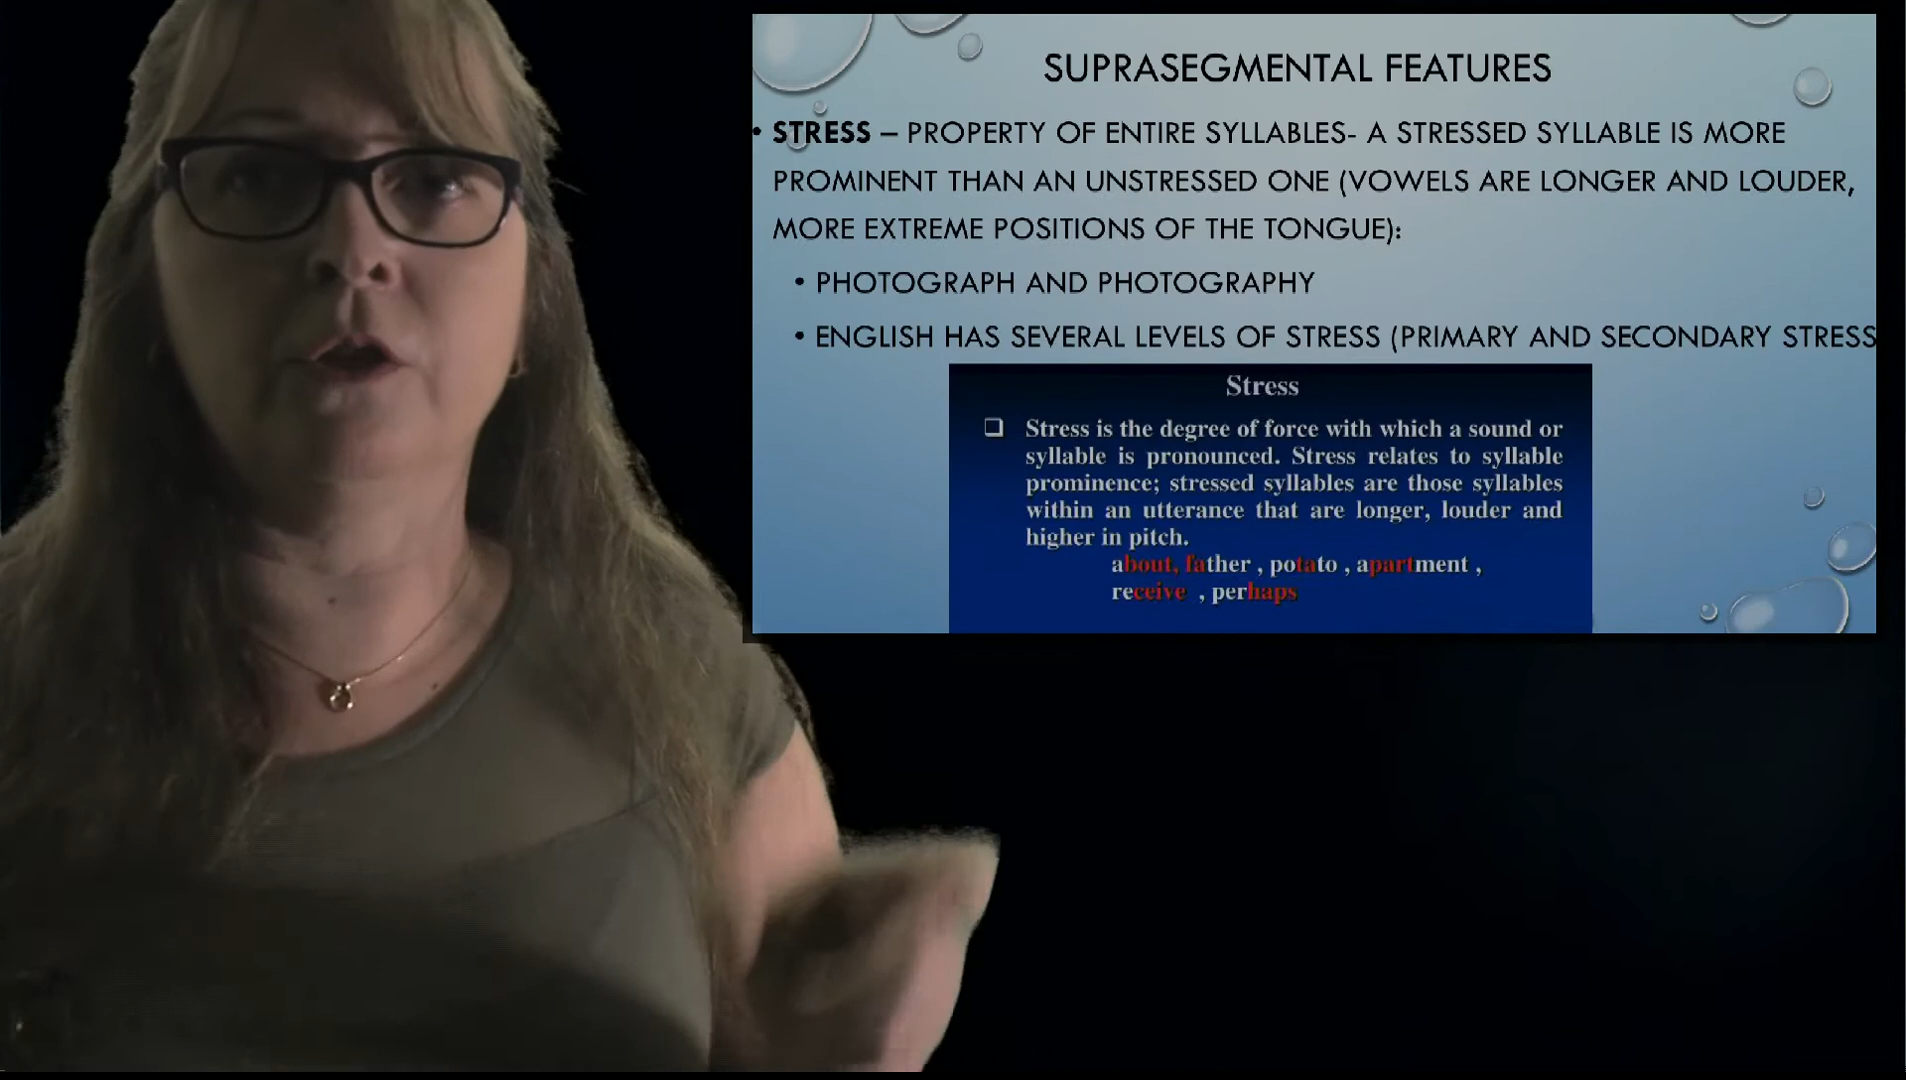 SUPRASEGMENTAL FEATURES
• STRESS – PROPERTY OF ENTIRE SYLLABLES- A STRESSED SYLLABLE IS MORE
PROMINENT THAN AN UNSTRESSED ONE (VOWELS ARE LONGER AND LOUDER,
MORE EXTREME POSITIONS OF THE TONGUE):
• PHOTOGRAPH AND PHOTOGRAPHY
• ENGLISH HAS SEVERAL LEVELS OF STRESS (PRIMARY AND SECONDARY STRESS
Stress
❑ Stress is the degree of force with which a sound or
syllable is pronounced. Stress relates to syllable
prominence; stressed syllables are those syllables
within an utterance that are longer, louder and
higher in pitch.
about, father , potato , apartment ,
receive , perhaps